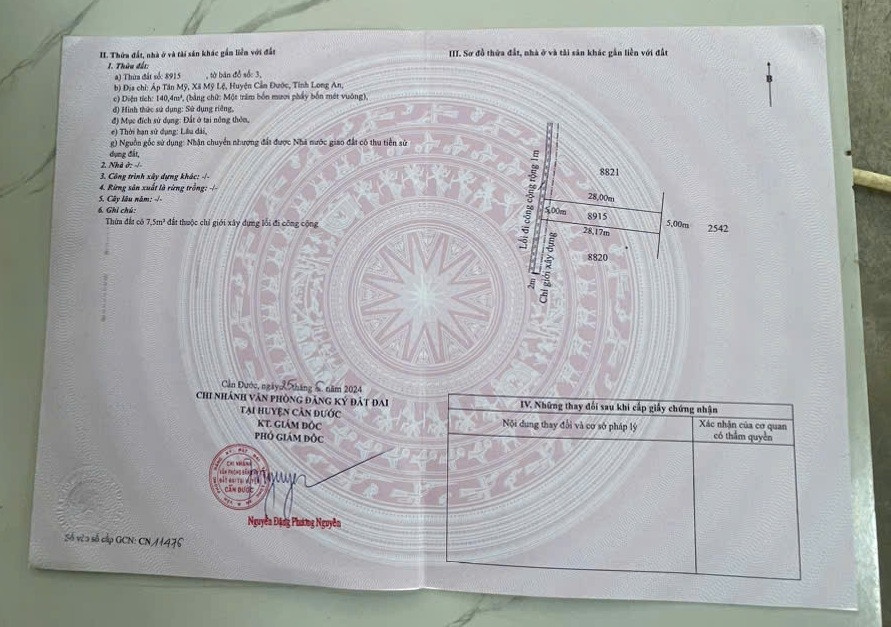 II. Thửa đất, nhà ở và tài sản khác gắn liền với đất
1. Thửa đất:
a) Thửa đất số: 8915 , tờ bản đồ số: 3,
b) Địa chỉ: Ấp Tân Mỹ, Xã Mỹ Lệ, Huyện Cần Đước, Tỉnh Long An,
c) Diện tích: 140,4m², (bằng chữ: Một trăm bốn mươi phẩy bốn mét vuông),
d) Hình thức sử dụng: Sử dụng riêng,
đ) Mục đích sử dụng: Đất ở tại nông thôn,
e) Thời hạn sử dụng: Lâu dài,
g) Nguồn gốc sử dụng: Nhận chuyển nhượng đất được Nhà nước giao đất có thu tiền sử
dụng đất,
2. Nhà ở: -/-
3. Công trình xây dựng khác: -/-
4. Rừng sản xuất là rừng trồng: -/-
5. Cây lâu năm: -/-
6. Ghi chú:
Thửa đất có 7,5m² đất thuộc chỉ giới xây dựng lối đi công cộng
Cần Đước, ngày 25 tháng năm 2024
CHI NHÁNH VĂN PHÒNG ĐĂNG KÝ ĐẤT ĐAI
TẠI HUYỆN CẦN ĐƯỚC
KT. GIÁM ĐỐC
PHÓ GIÁM ĐỐC
CHI NHÁNH
VĂN PHÒNG ĐĂNG KÝ
ĐẤT ĐAI TẠI HUYỆN
CẦN ĐƯỚC
Nguyễn Đặng Phương Nguyên
Số vào sổ cấp GCN: CN 11476
III. Sơ đồ thửa đất, nhà ở và tài sản khác gắn liền với đất
B
Lối đi công cộng rộng 1m
8821
28,00m
5,00m
8915
5,00m
2542
28,17m
8820
2m
Chỉ giới xây dựng
IV. Những thay đổi sau khi cấp giấy chứng nhận
Nội dung thay đổi và cơ sở pháp lý
Xác nhận của cơ quan
có thẩm quyền